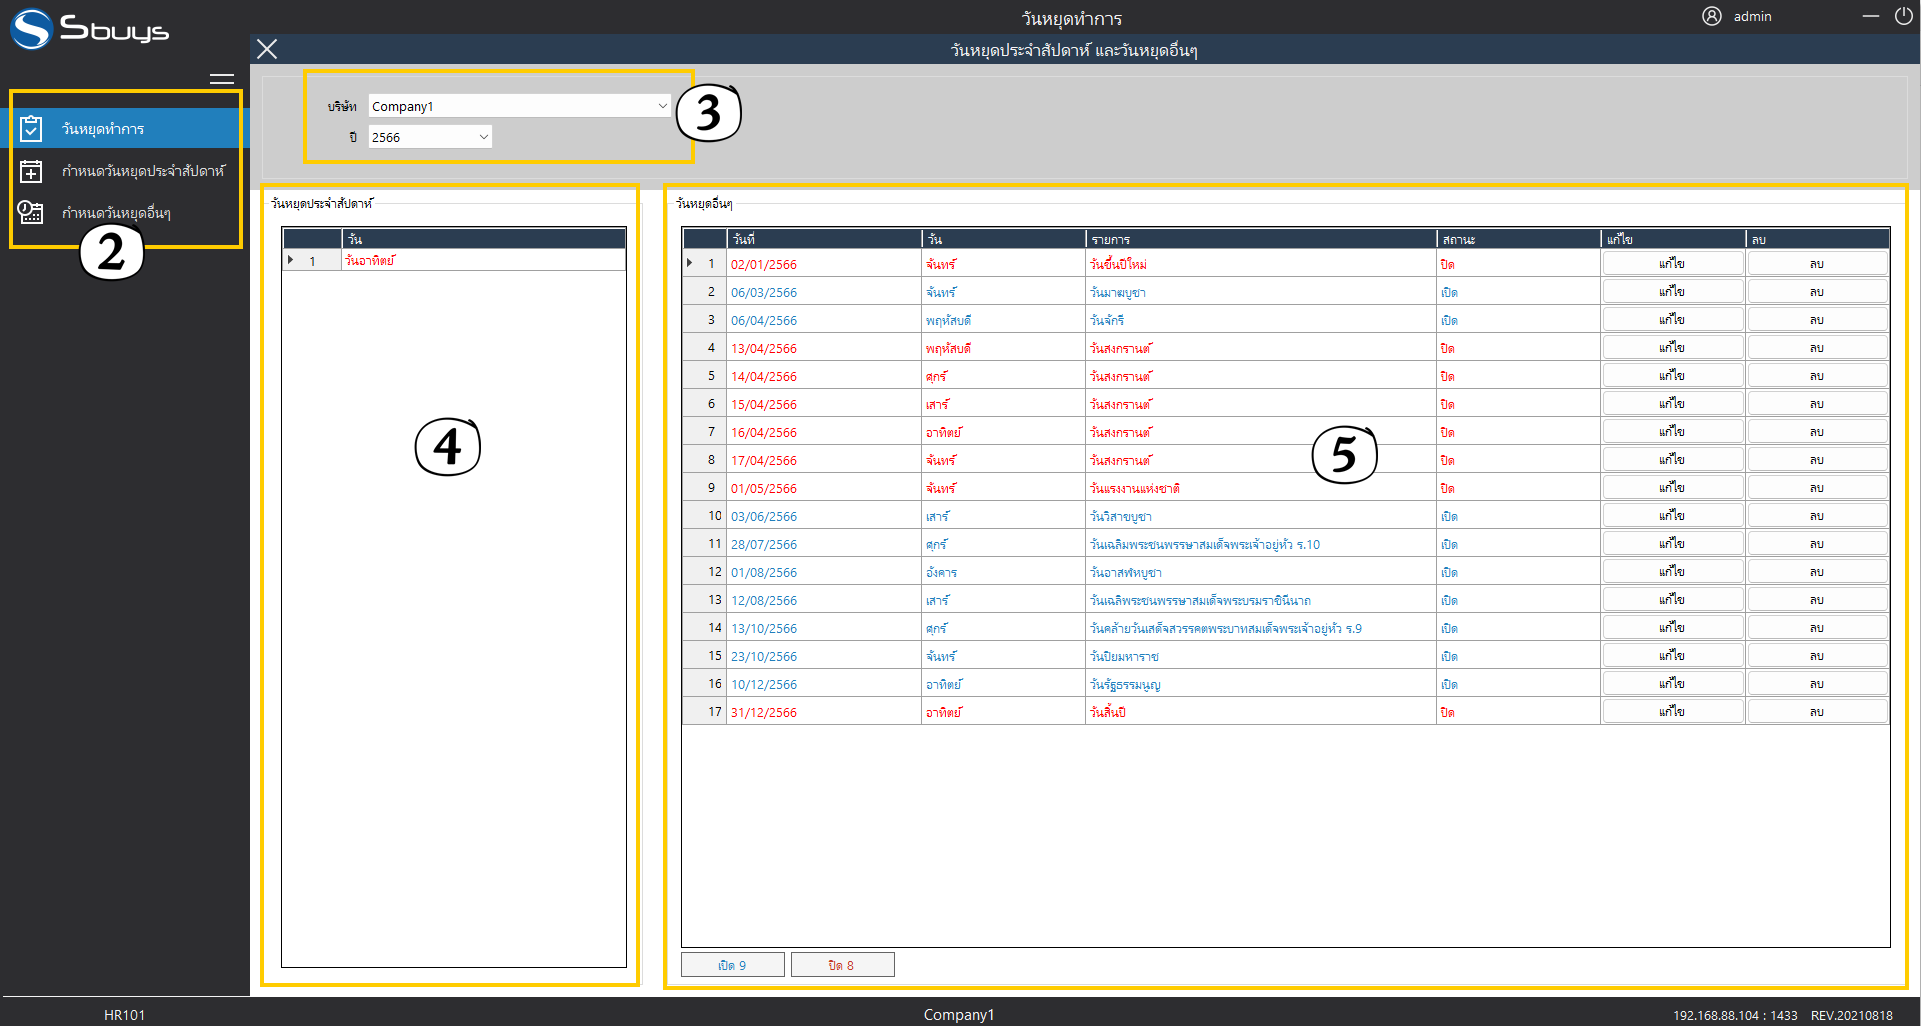 Sbuys
วันหยุดทำการ
admin
วันหยุดประจำสัปดาห์ และวันหยุดอื่นๆ
วันหยุดทำการ
กำหนดวันหยุดประจำสัปดาห์
กำหนดวันหยุดอื่นๆ
2
บริษัท Company1
ปี 2566
3
วันหยุดประจำสัปดาห์
วัน
1 วันอาทิตย์
4
วันหยุดอื่นๆ
วันที่ วัน รายการ สถานะ แก้ไข ลบ
1 02/01/2566 จันทร์ วันขึ้นปีใหม่ ปิด แก้ไข ลบ
2 06/03/2566 จันทร์ วันมาฆบูชา เปิด แก้ไข ลบ
3 06/04/2566 พฤหัสบดี วันจักรี เปิด แก้ไข ลบ
4 13/04/2566 พฤหัสบดี วันสงกรานต์ ปิด แก้ไข ลบ
5 14/04/2566 ศุกร์ วันสงกรานต์ ปิด แก้ไข ลบ
6 15/04/2566 เสาร์ วันสงกรานต์ ปิด แก้ไข ลบ
7 16/04/2566 อาทิตย์ วันสงกรานต์ ปิด แก้ไข ลบ
8 17/04/2566 จันทร์ วันสงกรานต์ ปิด แก้ไข ลบ
9 01/05/2566 จันทร์ วันแรงงานแห่งชาติ ปิด แก้ไข ลบ
10 03/06/2566 เสาร์ วันวิสาขบูชา เปิด แก้ไข ลบ
11 28/07/2566 ศุกร์ วันเฉลิมพระชนพรรษาสมเด็จพระเจ้าอยู่หัว ร.10 เปิด แก้ไข ลบ
12 01/08/2566 อังคาร วันอาสฬหบูชา เปิด แก้ไข ลบ
13 12/08/2566 เสาร์ วันเฉลิพระชนพรรษาสมเด็จพระบรมราชินีนาถ เปิด แก้ไข ลบ
14 13/10/2566 ศุกร์ วันคล้ายวันเสด็จสวรรคตพระบาทสมเด็จพระเจ้าอยู่หัว ร.9 เปิด แก้ไข ลบ
15 23/10/2566 จันทร์ วันปิยมหาราช เปิด แก้ไข ลบ
16 10/12/2566 อาทิตย์ วันรัฐธรรมนูญ เปิด แก้ไข ลบ
17 31/12/2566 อาทิตย์ วันสิ้นปี ปิด แก้ไข ลบ
5
เปิด 9 ปิด 8
HR101 Company1 192.168.88.104 : 1433 REV.20210818